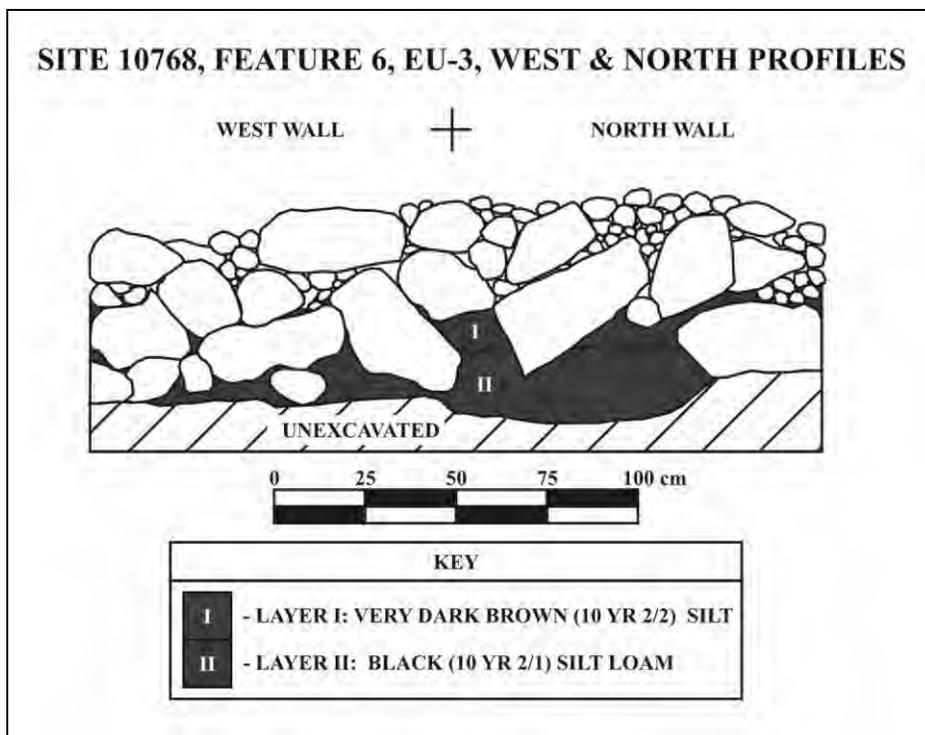 SITE 10768, FEATURE 6, EU-3, WEST & NORTH PROFILES
WEST WALL NORTH WALL
I
II
UNEXCAVATED
0 25 50 75 100 cm
KEY
I - LAYER I: VERY DARK BROWN (10 YR 2/2) SILT
II - LAYER II: BLACK (10 YR 2/1) SILT LOAM